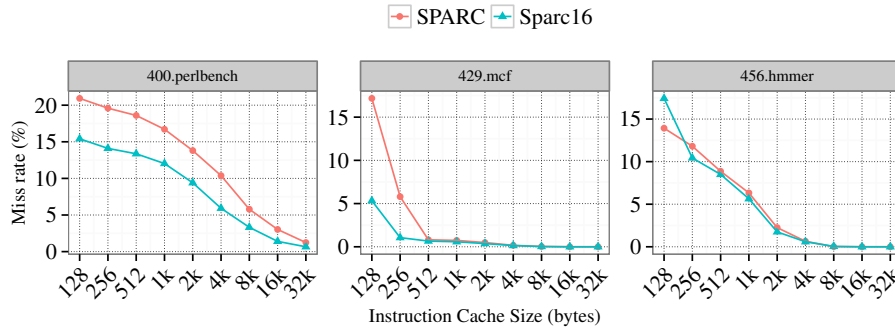 SPARC Sparc16
400.perlbench 429.mcf 456.hmmer
Miss rate (%)
20
15
10
5
0
15
10
5
0
15
10
5
0
128 256 512 1k 2k 4k 8k 16k 32k
128 256 512 1k 2k 4k 8k 16k 32k
128 256 512 1k 2k 4k 8k 16k 32k
Instruction Cache Size (bytes)